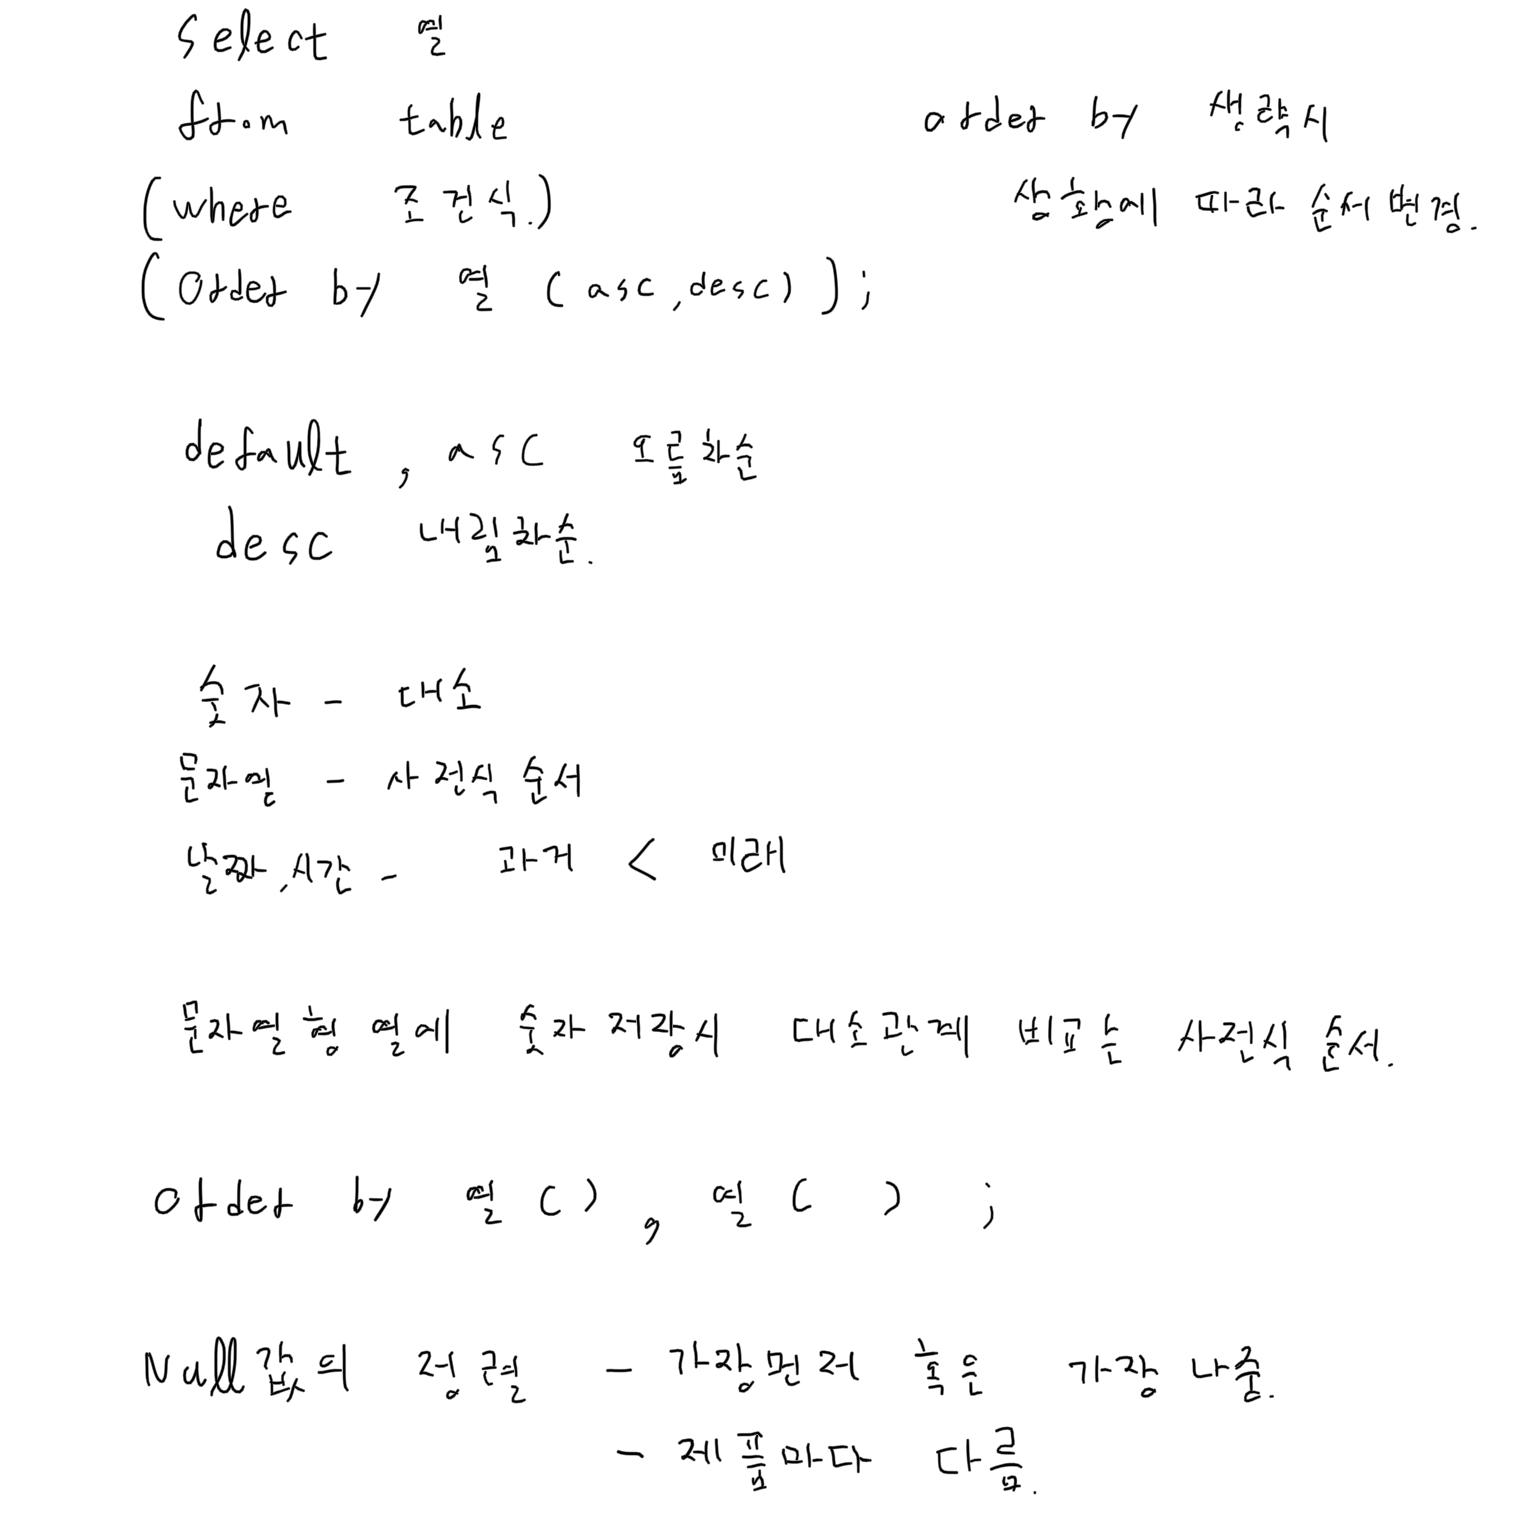 select 열
from table
(where 조건식.)
(order by 열 (asc, desc));
order by 생략시
상황에 따라 순서변경.
default, asc 오름차순
desc 내림차순.
숫자 - 대소
문자열 - 사전식 순서
날짜, 시간 - 과거 < 미래
문자열형 열에 숫자 저장시 대소관계 비교는 사전식 순서.
order by 열(), 열( ) ;
Null값의 정렬 - 가장먼저 혹은 가장 나중.
- 제품마다 다름.